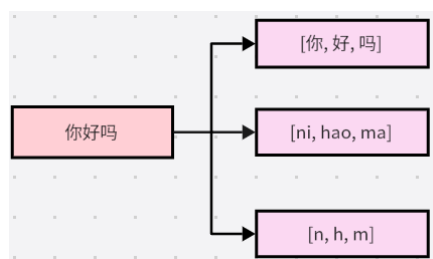 [你, 好, 吗]
你好吗
[ni, hao, ma]
[n, h, m]